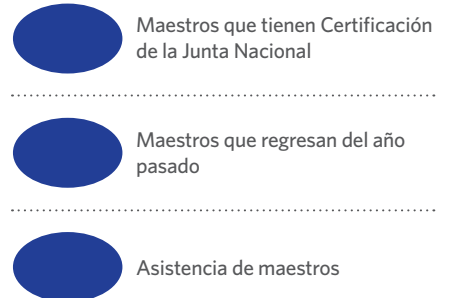 Maestros que tienen Certificación
de la Junta Nacional
Maestros que regresan del año
pasado
Asistencia de maestros